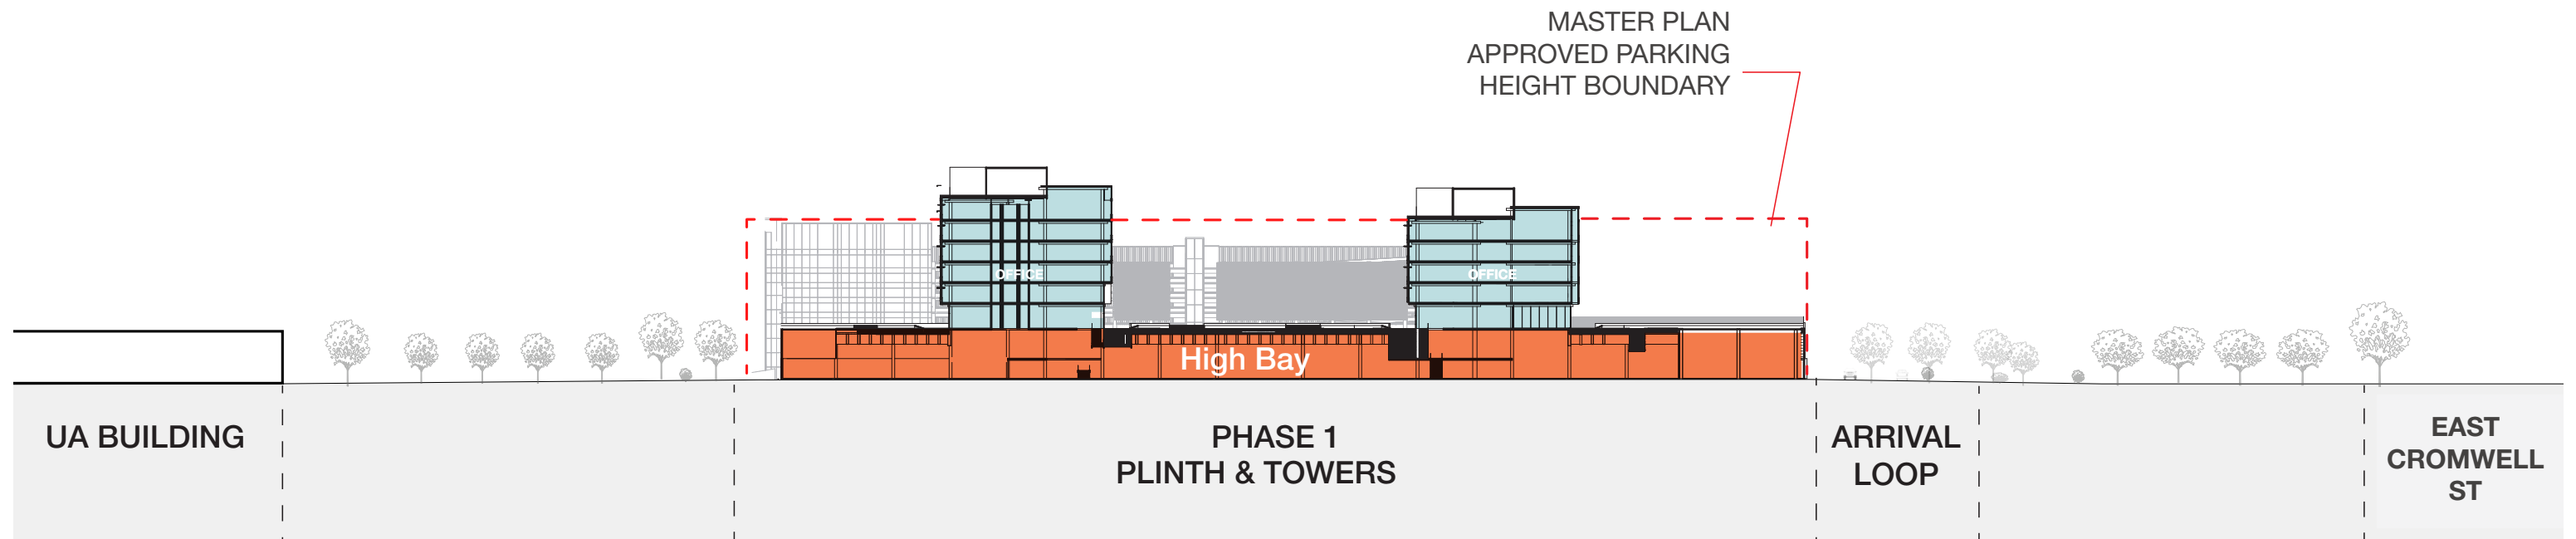 MASTER PLAN
APPROVED PARKING
HEIGHT BOUNDARY
OFFICE
OFFICE
High Bay
UA BUILDING
PHASE 1
PLINTH & TOWERS
ARRIVAL
LOOP
EAST
CROMWELL
ST